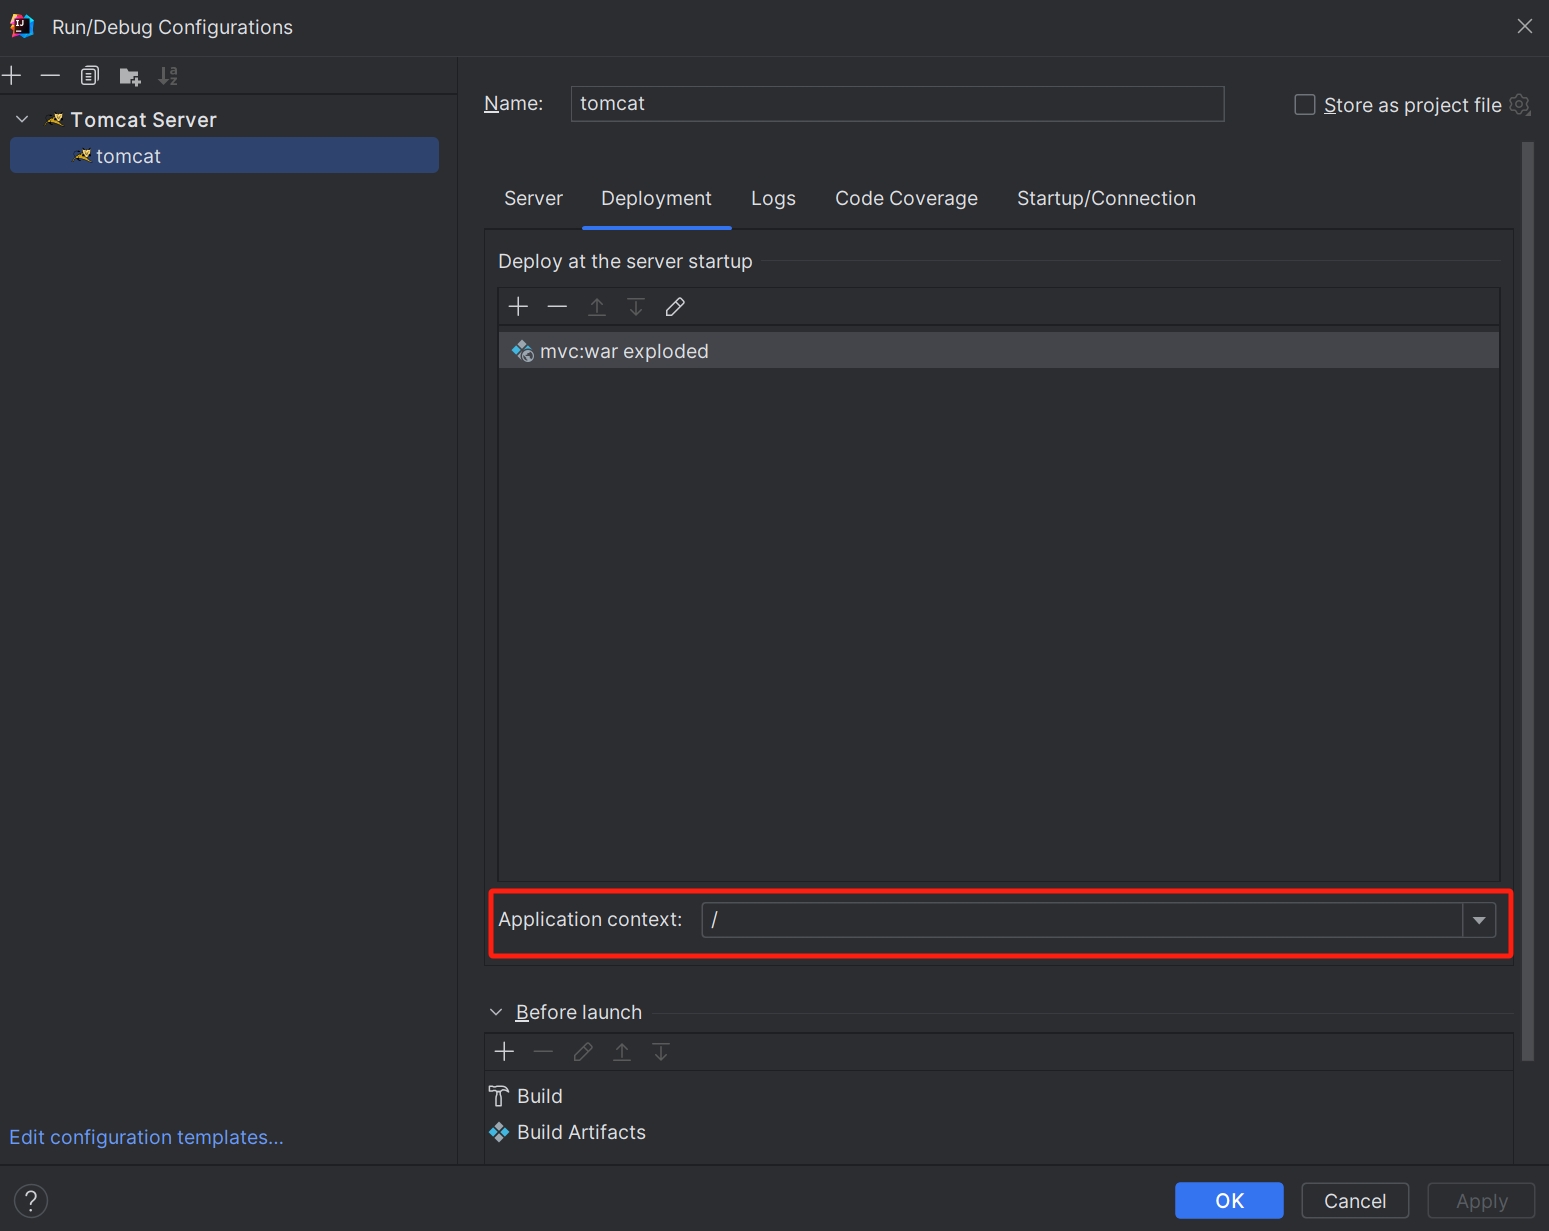 Run/Debug Configurations
Tomcat Server
tomcat
Name: tomcat
Store as project file
Server Deployment Logs Code Coverage Startup/Connection
Deploy at the server startup
mvc:war exploded
Application context: /
Before launch
Build
Build Artifacts
Edit configuration templates...
? OK Cancel Apply